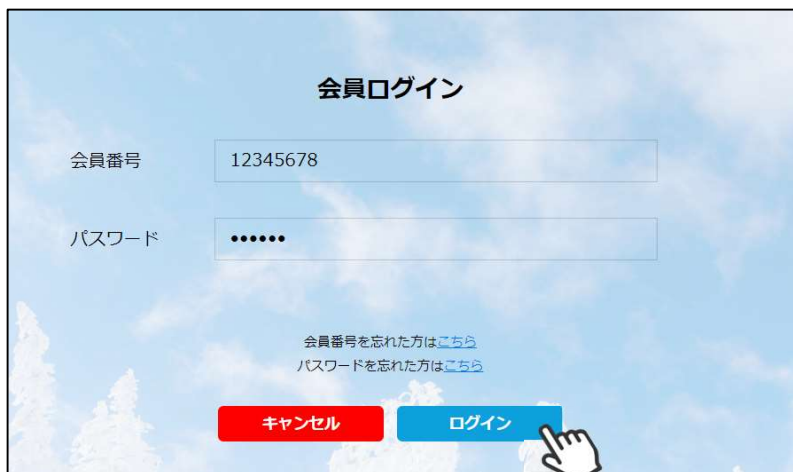 会員ログイン
会員番号 12345678
パスワード ••••••
会員番号を忘れた方はこちら
パスワードを忘れた方はこちら
キャンセル ログイン